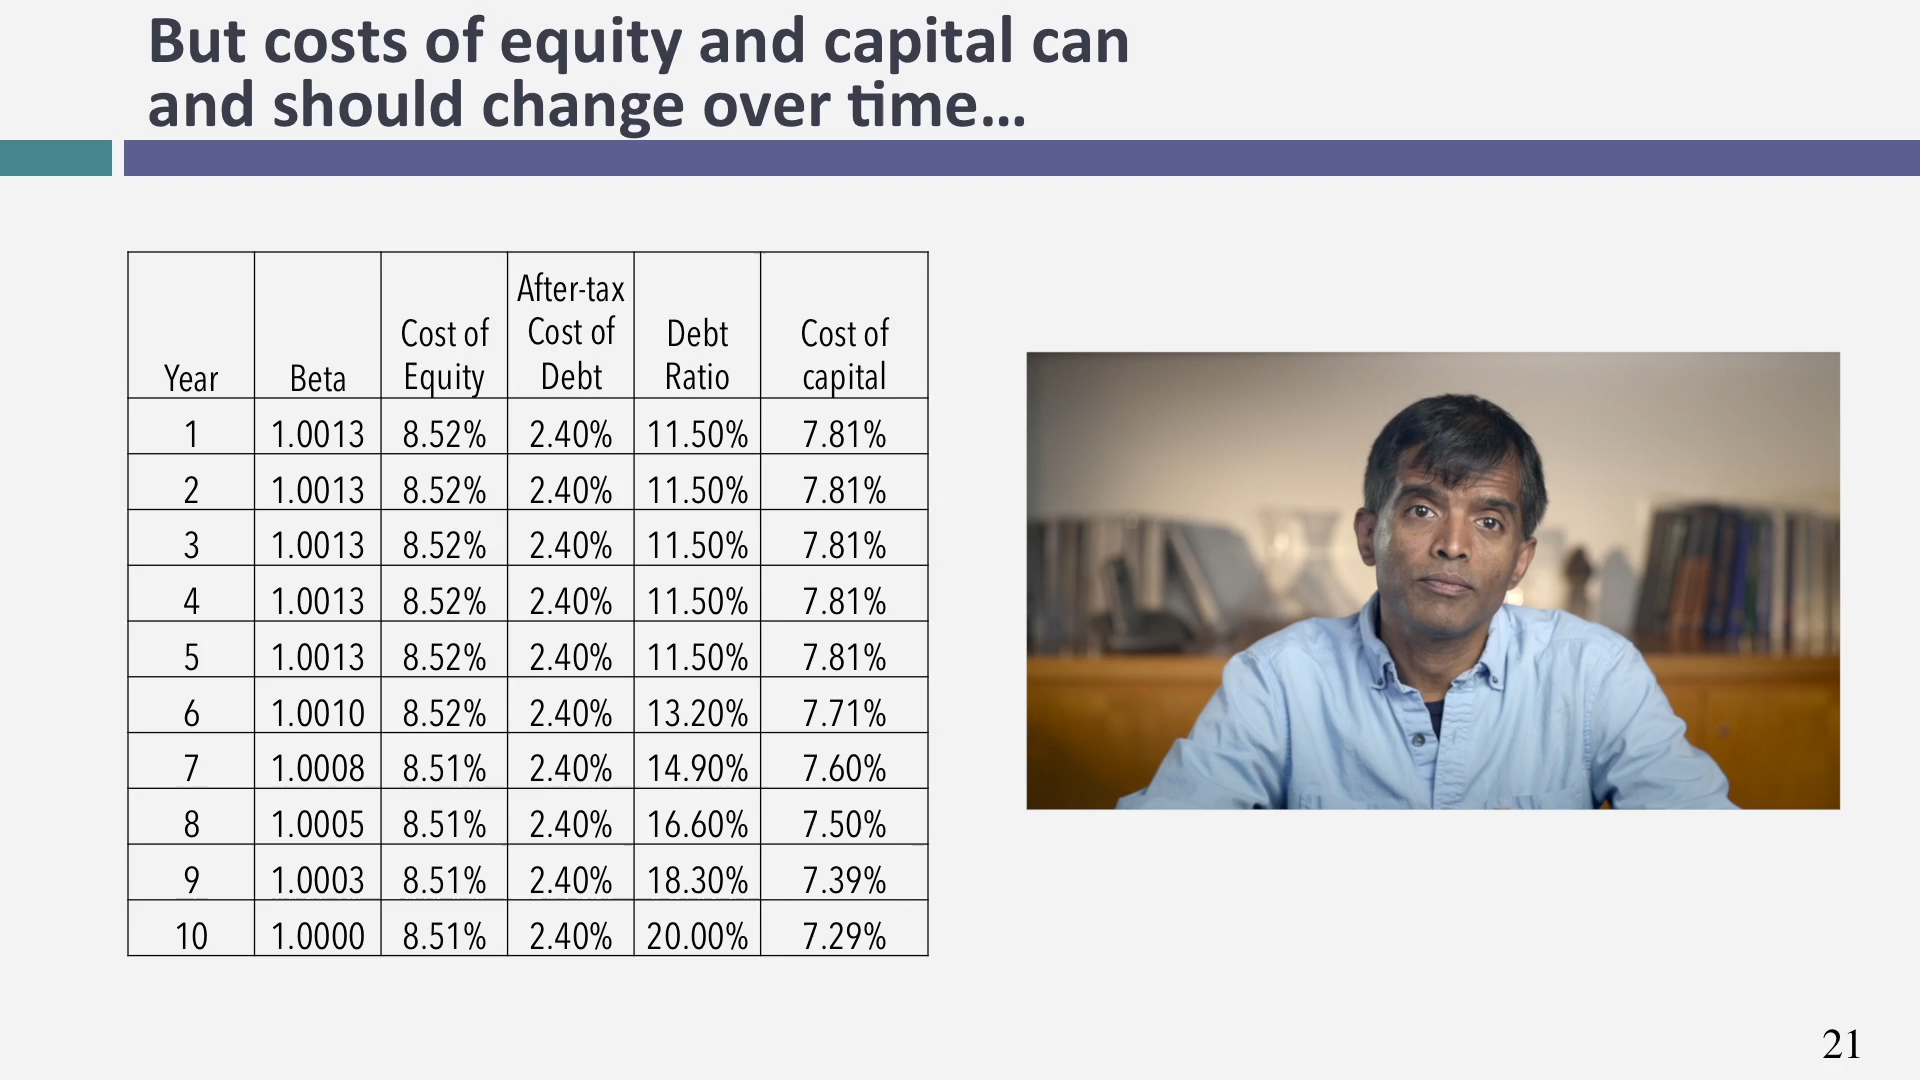 But costs of equity and capital can
and should change over time…
Year Beta Cost of Equity After-tax Cost of Debt Debt Ratio Cost of capital
1 1.0013 8.52% 2.40% 11.50% 7.81%
2 1.0013 8.52% 2.40% 11.50% 7.81%
3 1.0013 8.52% 2.40% 11.50% 7.81%
4 1.0013 8.52% 2.40% 11.50% 7.81%
5 1.0013 8.52% 2.40% 11.50% 7.81%
6 1.0010 8.52% 2.40% 13.20% 7.71%
7 1.0008 8.51% 2.40% 14.90% 7.60%
8 1.0005 8.51% 2.40% 16.60% 7.50%
9 1.0003 8.51% 2.40% 18.30% 7.39%
10 1.0000 8.51% 2.40% 20.00% 7.29%
21